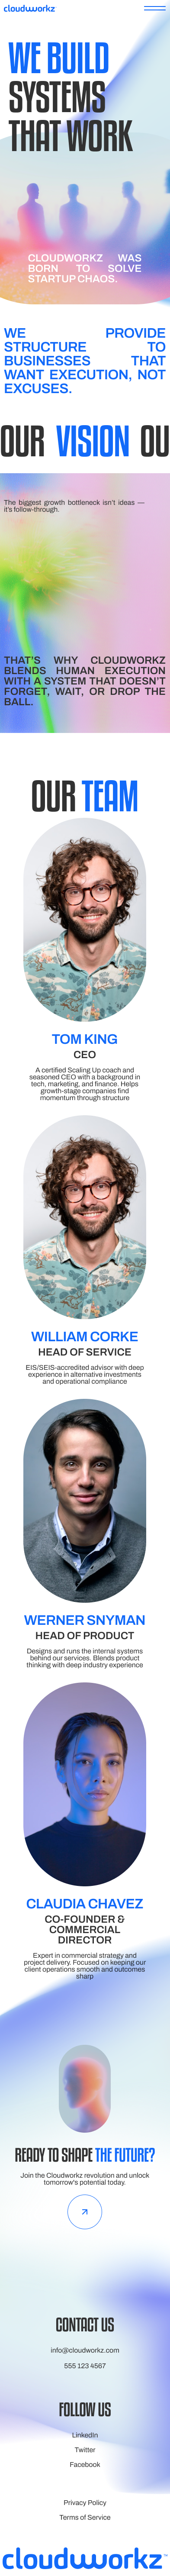 cloudworkz
WE BUILD
SYSTEMS
THAT WORK
CLOUDWORKZ WAS
BORN TO SOLVE
STARTUP CHAOS.
WE PROVIDE
STRUCTURE TO
BUSINESSES THAT
WANT EXECUTION, NOT
EXCUSES.
OUR VISION OU
The biggest growth bottleneck isn't ideas —
it's follow-through.
THAT'S WHY CLOUDWORKZ
BLENDS HUMAN EXECUTION
WITH A SYSTEM THAT DOESN'T
FORGET, WAIT, OR DROP THE
BALL.
OUR TEAM
TOM KING
CEO
A certified Scaling Up coach and
seasoned CEO with a background in
tech, marketing, and finance. Helps
growth-stage companies find
momentum through structure
WILLIAM CORKE
HEAD OF SERVICE
EIS/SEIS-accredited advisor with deep
experience in alternative investments
and operational compliance
WERNER SNYMAN
HEAD OF PRODUCT
Designs and runs the internal systems
behind our services. Blends product
thinking with deep industry experience
CLAUDIA CHAVEZ
CO-FOUNDER &
COMMERCIAL
DIRECTOR
Expert in commercial strategy and
project delivery. Focused on keeping our
client operations smooth and outcomes
sharp
READY TO SHAPE THE FUTURE?
Join the Cloudworkz revolution and unlock
tomorrow's potential today.
CONTACT US
info@cloudworkz.com
555 123 4567
FOLLOW US
LinkedIn
Twitter
Facebook
Privacy Policy
Terms of Service
cloudworkz™